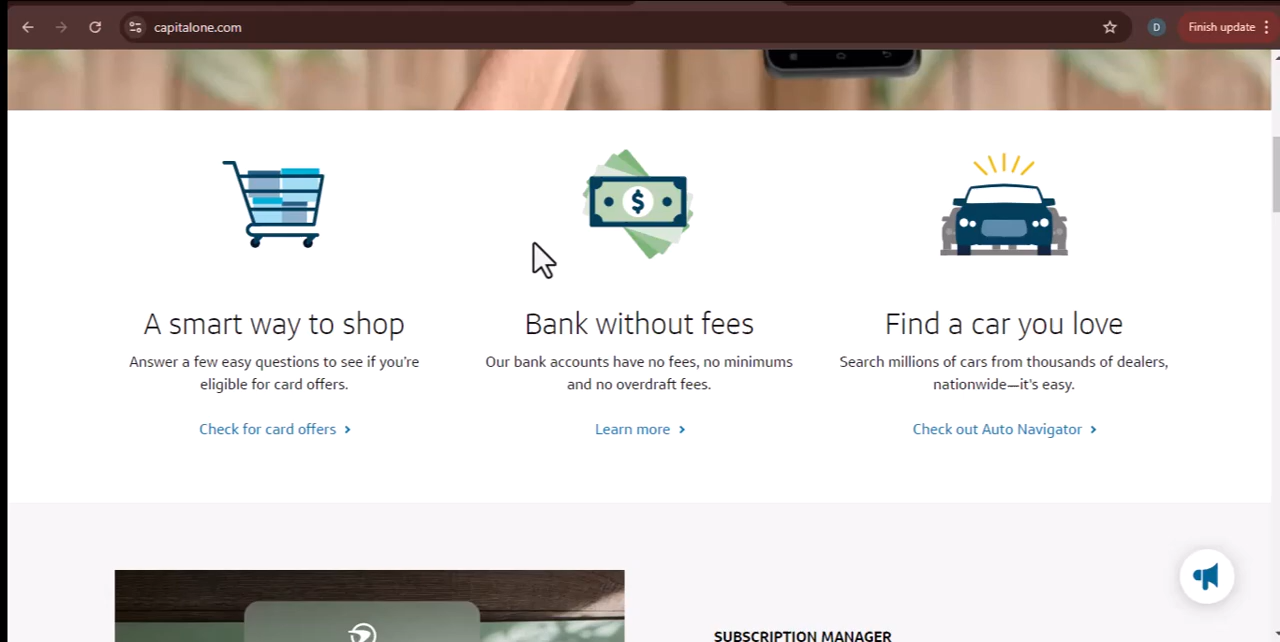 capitalone.com
D
Finish update
$
A smart way to shop
Answer a few easy questions to see if you're
eligible for card offers.
Check for card offers
Bank without fees
Our bank accounts have no fees, no minimums
and no overdraft fees.
Learn more
Find a car you love
Search millions of cars from thousands of dealers,
nationwide—it's easy.
Check out Auto Navigator
SUBSCRIPTION MANAGER